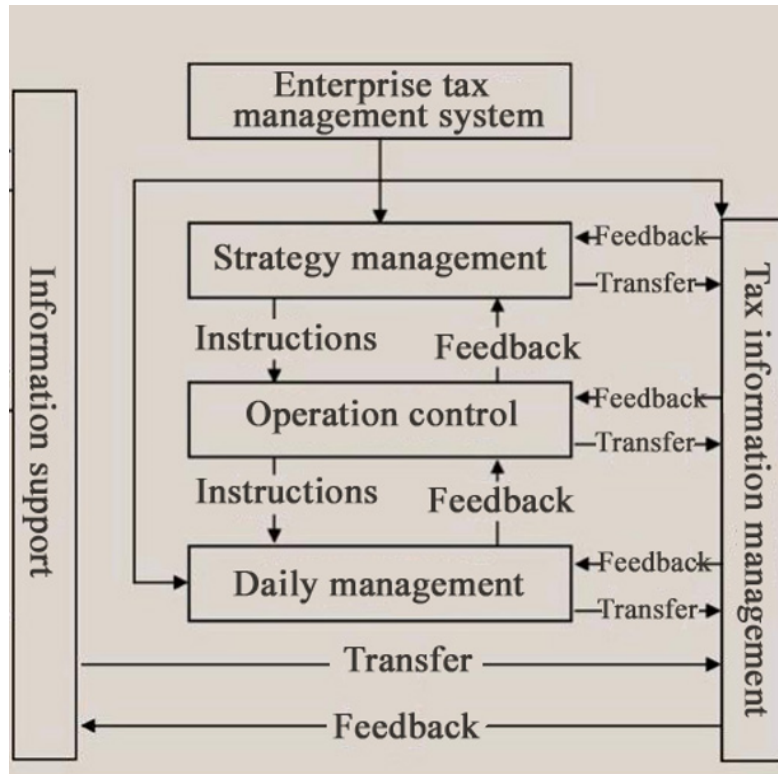 Enterprise tax
management system
Information support
Strategy management
Feedback
Transfer
Tax information management
Instructions
Feedback
Operation control
Feedback
Transfer
Instructions
Feedback
Daily management
Feedback
Transfer
Transfer
Feedback